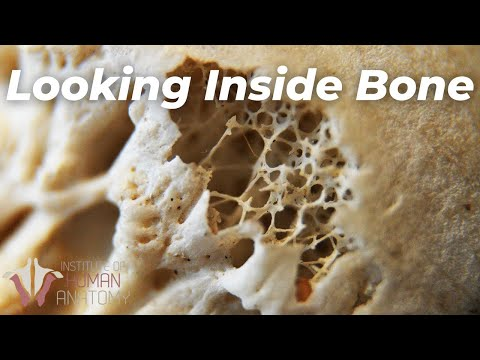 Looking Inside Bone
INSTITUTE OF
HUMAN
ANATOMY